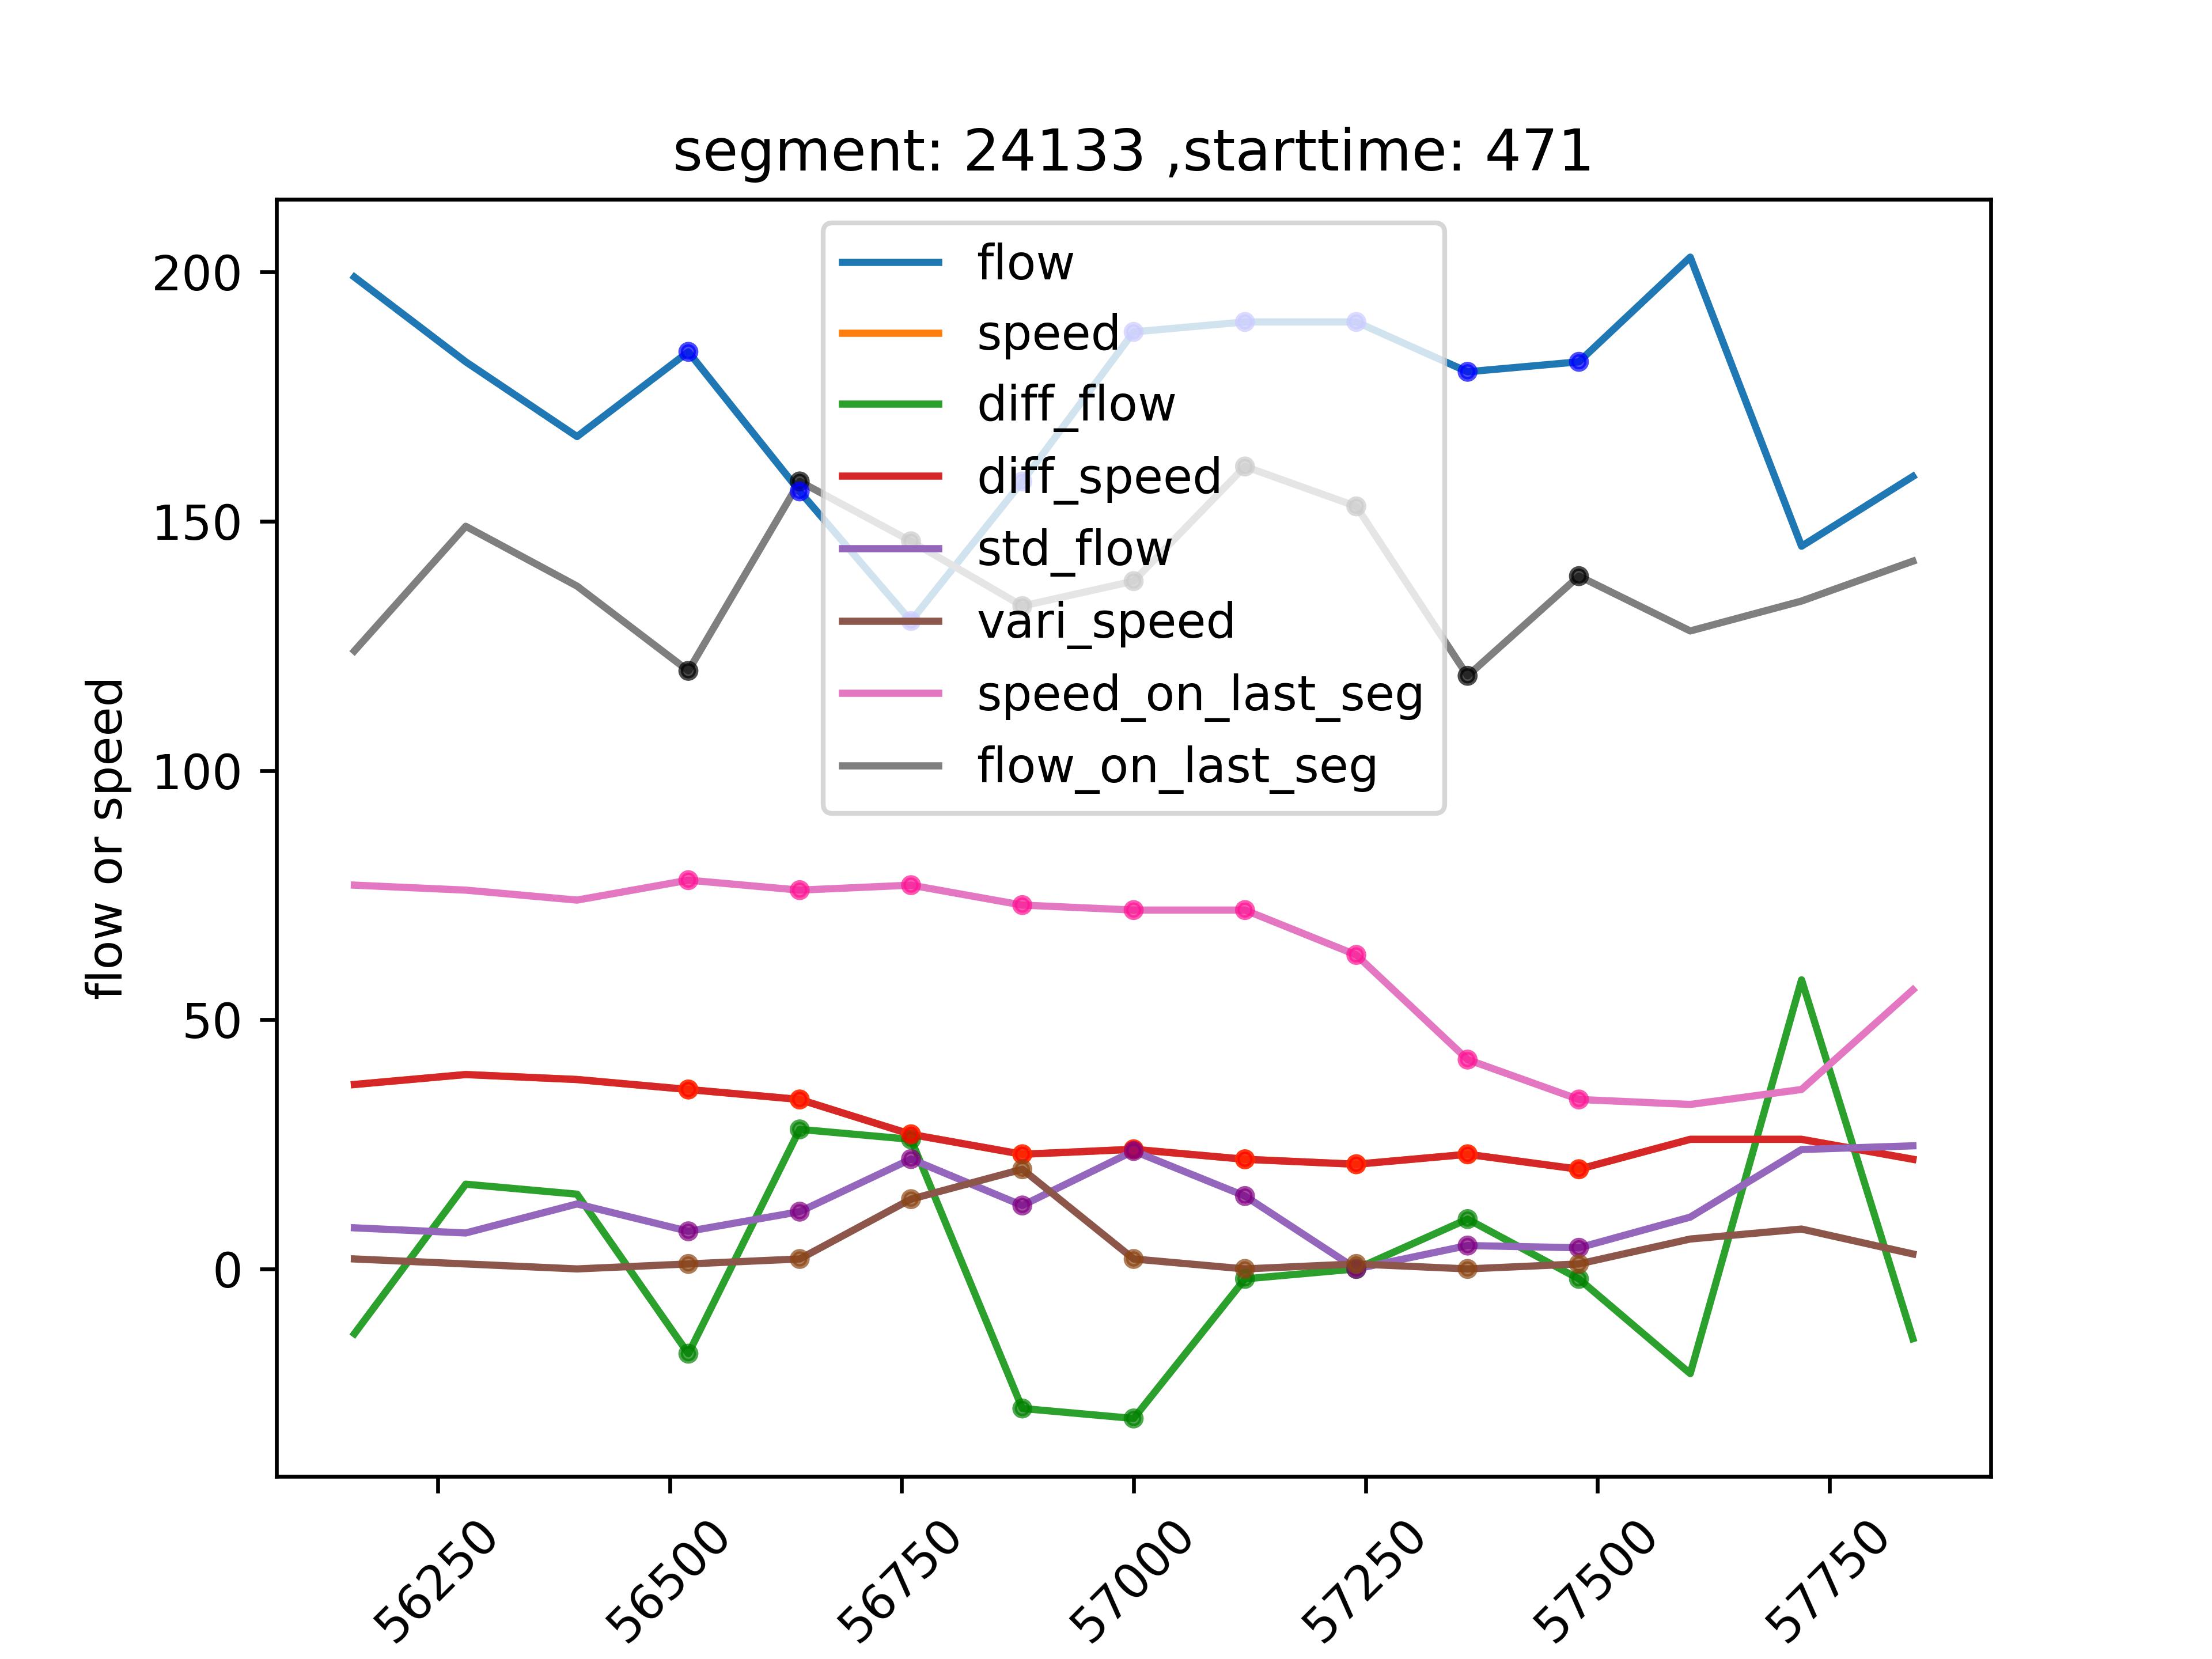 segment: 24133 ,starttime: 471
flow or speed
200
150
100
50
0
flow
speed
diff_flow
diff_speed
std_flow
vari_speed
speed_on_last_seg
flow_on_last_seg
56250
56500
56750
57000
57250
57500
57750